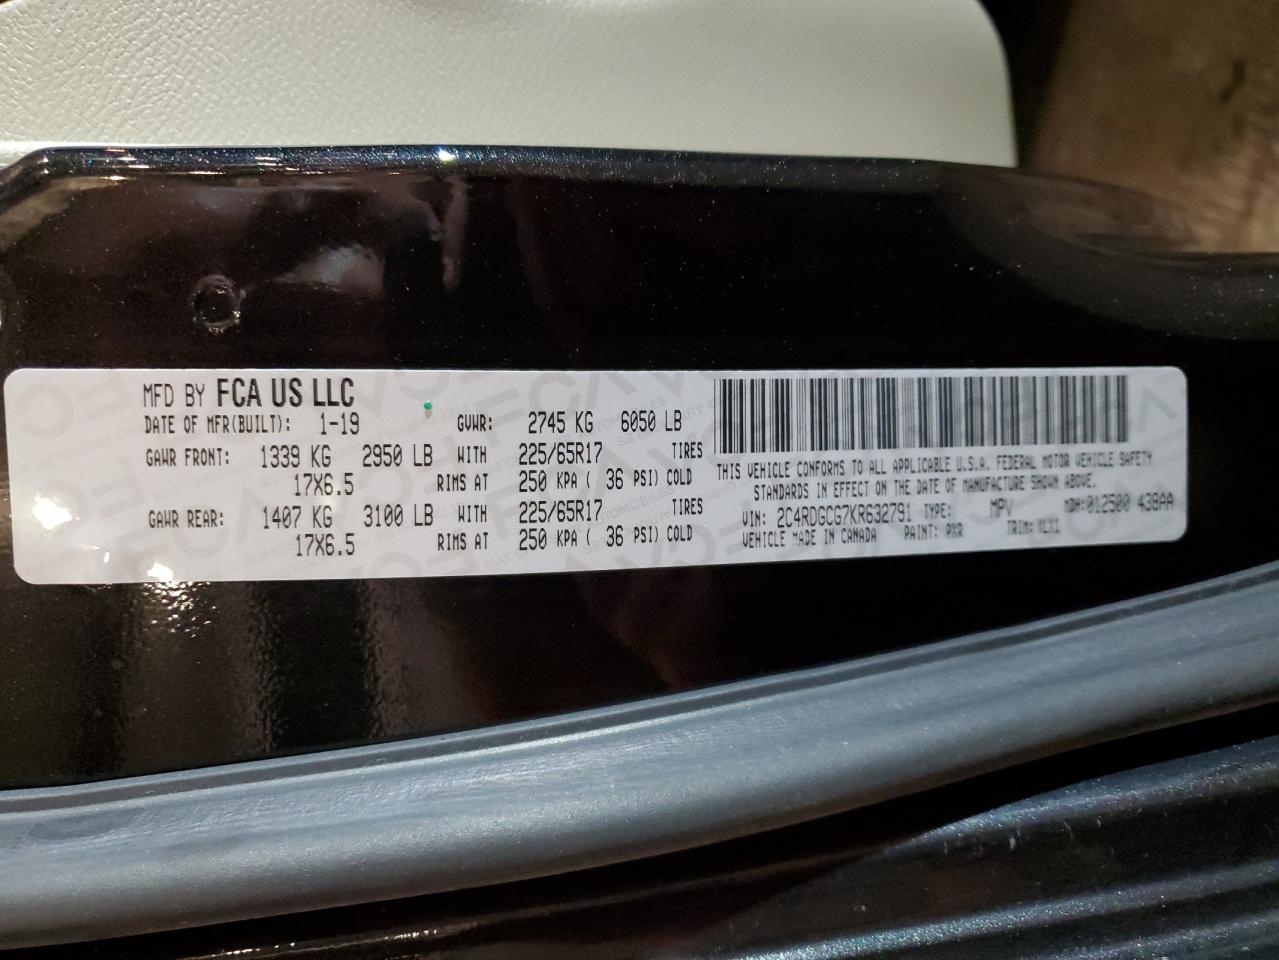 MFD BY FCA US LLC
DATE OF MFR(BUILT): 1-19 GVWR: 2745 KG 6050 LB
GAWR FRONT: 1339 KG 2950 LB WITH 225/65R17 TIRES
17X6.5 RIMS AT 250 KPA ( 36 PSI) COLD
GAWR REAR: 1407 KG 3100 LB WITH 225/65R17 TIRES
17X6.5 RIMS AT 250 KPA ( 36 PSI) COLD
THIS VEHICLE CONFORMS TO ALL APPLICABLE U.S.A. FEDERAL MOTOR VEHICLE SAFETY
STANDARDS IN EFFECT ON THE DATE OF MANUFACTURE SHOWN ABOVE.
VIN: 2C4RDGCG7KR632791 TYPE: MPV MDH:012500 438AA
VEHICLE MADE IN CANADA PAINT: PXR TRIM: